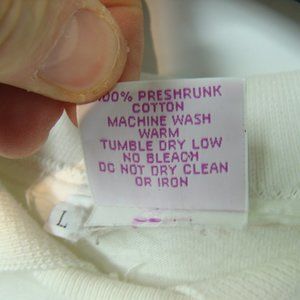 100% PRESHRUNK
COTTON
MACHINE WASH
WARM
TUMBLE DRY LOW
NO BLEACH
DO NOT DRY CLEAN
OR IRON
L